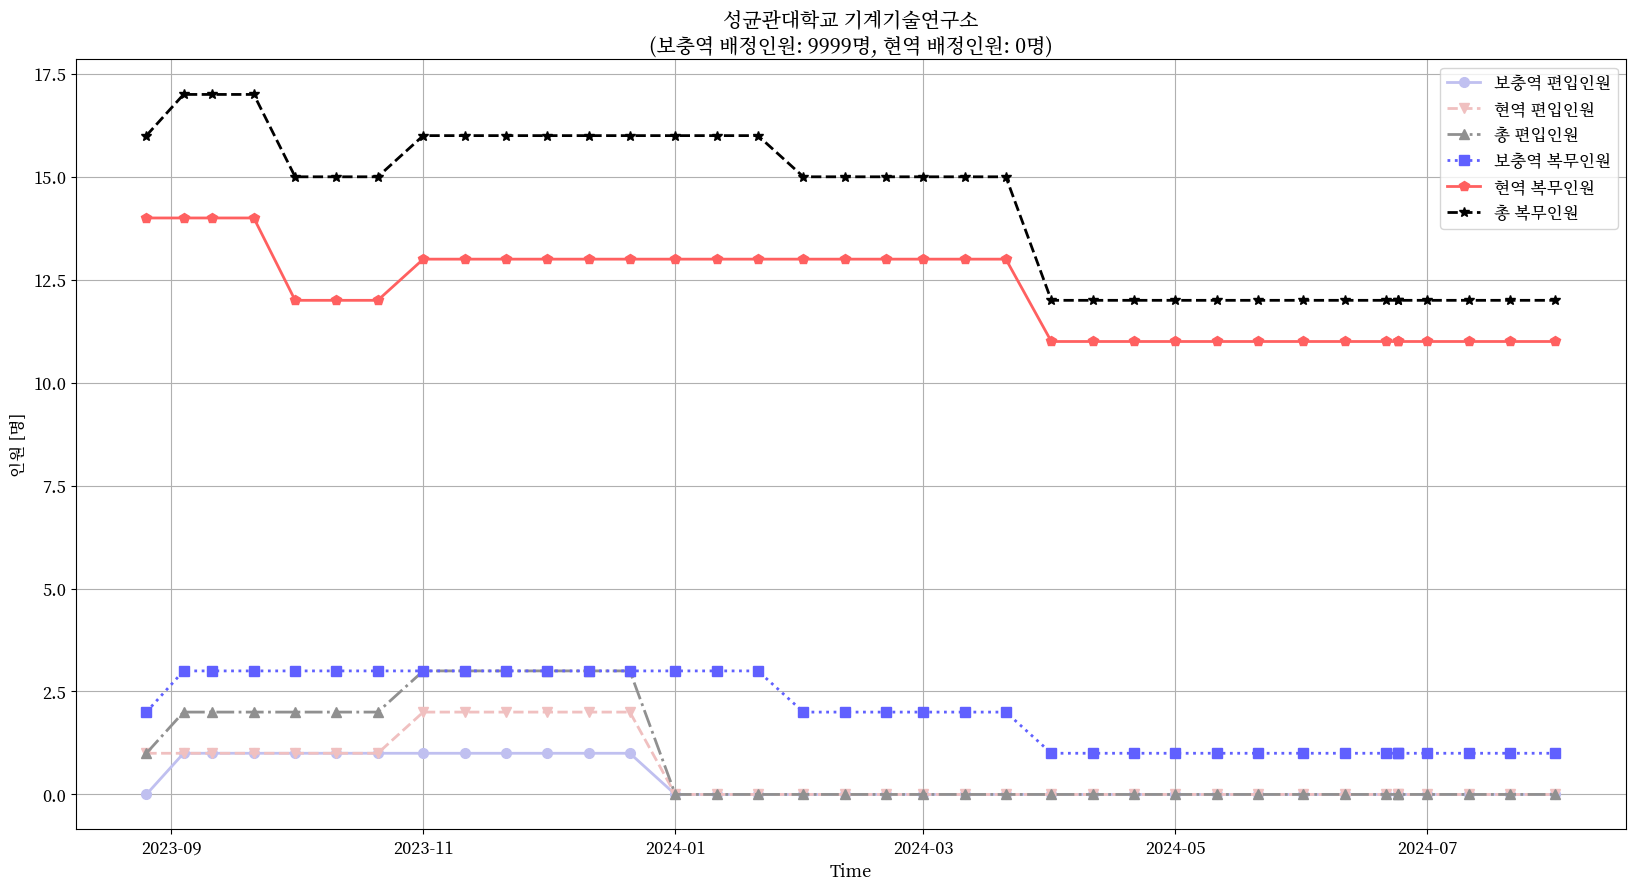 성균관대학교 기계기술연구소
(보충역 배정인원: 9999명, 현역 배정인원: 0명)
17.5
15.0
12.5
10.0
7.5
5.0
2.5
0.0
인원 [명]
보충역 편입인원
현역 편입인원
총 편입인원
보충역 복무인원
현역 복무인원
총 복무인원
2023-09
2023-11
2024-01
2024-03
2024-05
2024-07
Time